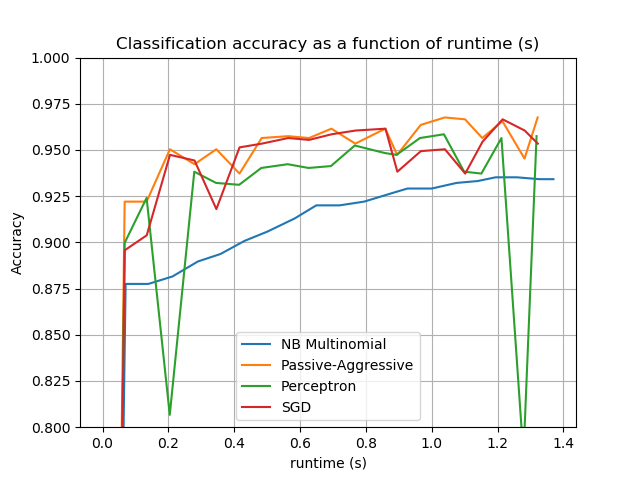 Classification accuracy as a function of runtime (s)
1.000
0.975
0.950
0.925
0.900
0.875
0.850
0.825
0.800
Accuracy
NB Multinomial
Passive-Aggressive
Perceptron
SGD
0.0 0.2 0.4 0.6 0.8 1.0 1.2 1.4
runtime (s)